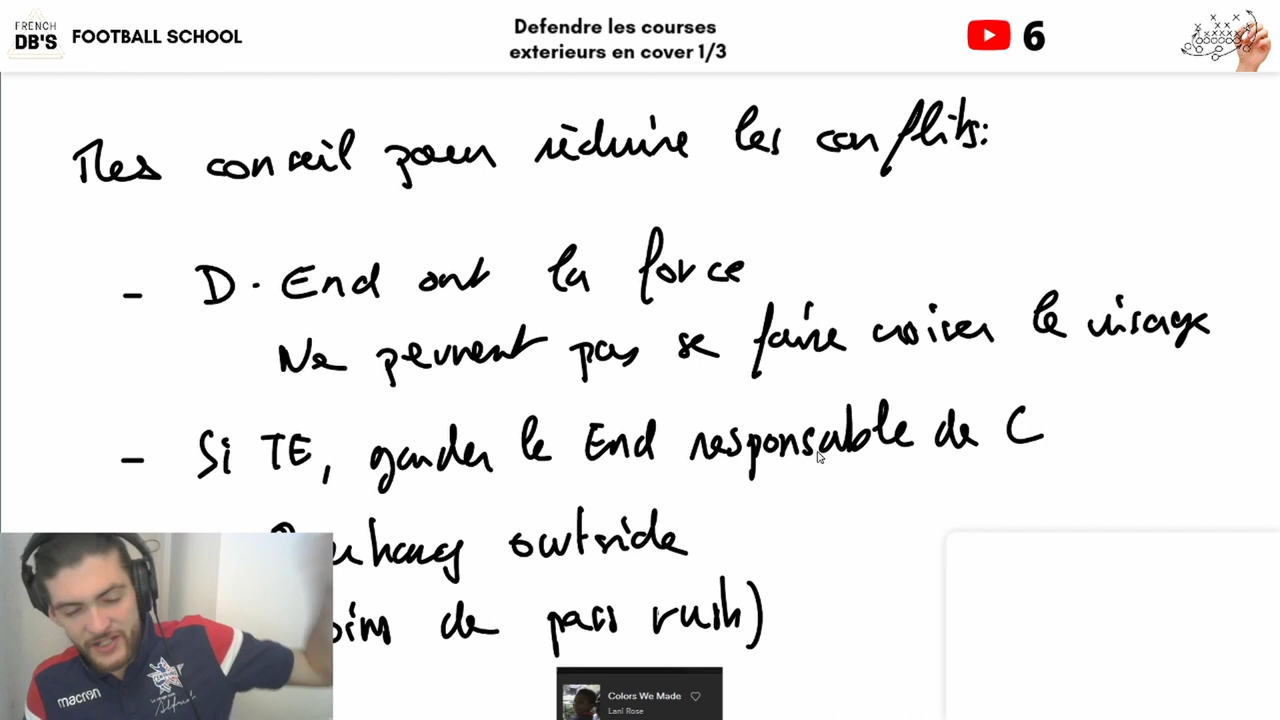 FRENCH
DB'S
FOOTBALL SCHOOL
Defendre les courses
exterieurs en cover 1/3
6
Mes conseil pour réduire les conflits:
- D. End ont la force
Ne peuvent pas se faire croiser le visage
- Si TE, garder le End responsable de C
outside
de pass rush)
macron
Colors We Made
Lani Rose